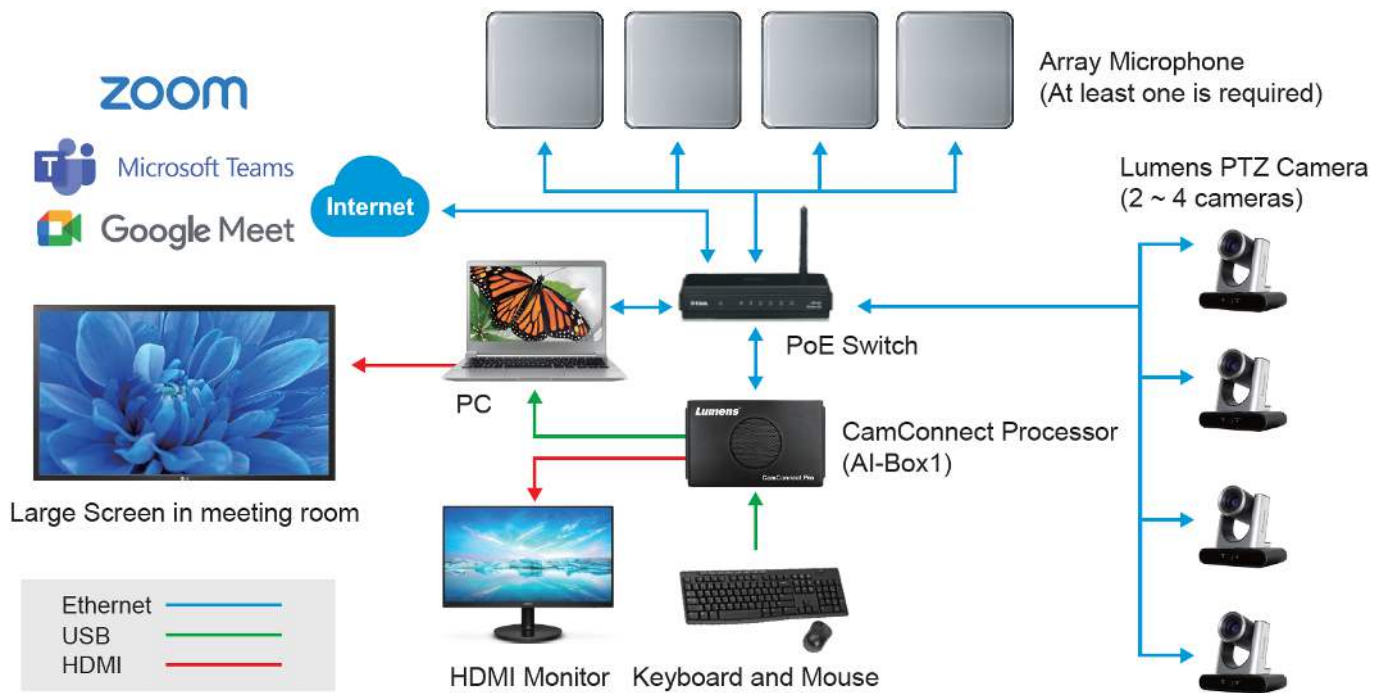 zoom
Microsoft Teams
Google Meet
Internet
Array Microphone
(At least one is required)
Lumens PTZ Camera
(2 ~ 4 cameras)
PoE Switch
PC
Lumens
CamConnect Pro
CamConnect Processor
(AI-Box1)
Large Screen in meeting room
Ethernet
USB
HDMI
HDMI Monitor
Keyboard and Mouse